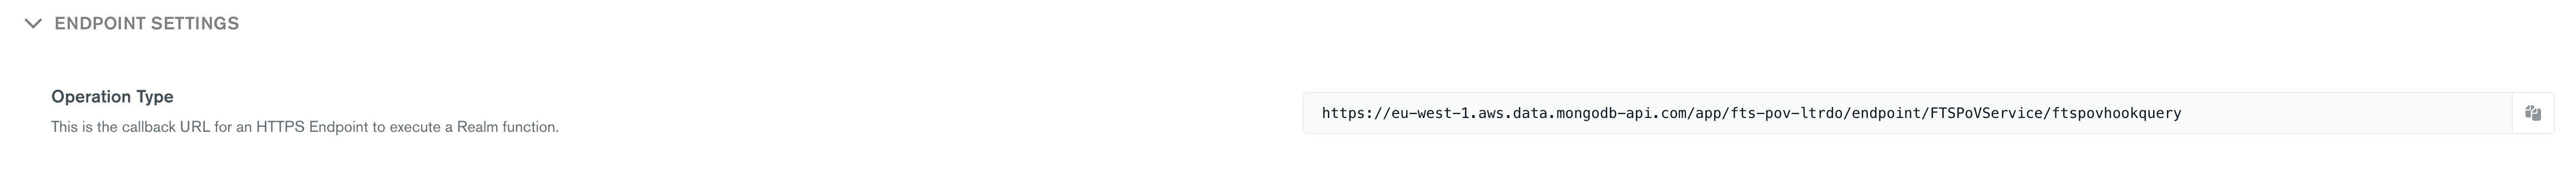 ENDPOINT SETTINGS
Operation Type
This is the callback URL for an HTTPS Endpoint to execute a Realm function.
https://eu-west-1.aws.data.mongodb-api.com/app/fts-pov-ltrdo/endpoint/FTSPoVService/ftspovhookquery